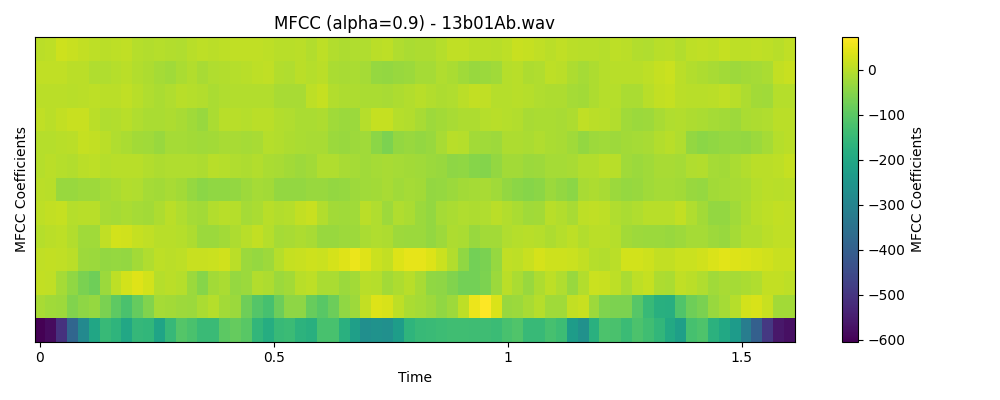 MFCC (alpha=0.9) - 13b01Ab.wav
MFCC Coefficients
0
0.5
1
1.5
Time
0
−100
−200
−300
−400
−500
−600
MFCC Coefficients